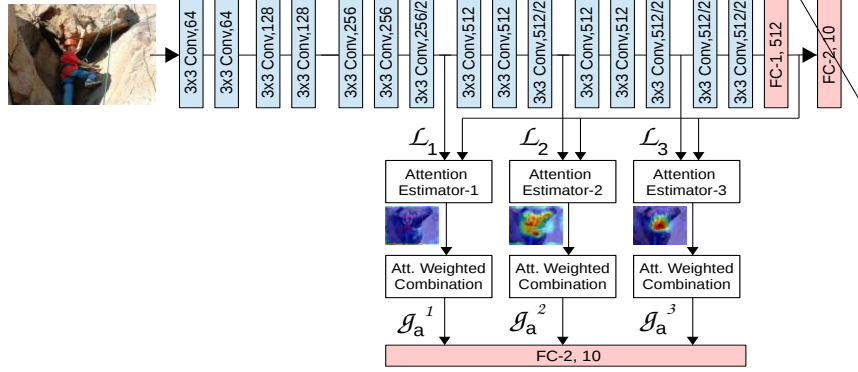 3x3 Conv,64
3x3 Conv,64
3x3 Conv,128
3x3 Conv,128
3x3 Conv,256
3x3 Conv,256
3x3 Conv,256/2
3x3 Conv,512
3x3 Conv,512
3x3 Conv,512/2
3x3 Conv,512
3x3 Conv,512
3x3 Conv,512/2
3x3 Conv,512/2
3x3 Conv,512/2
FC-1, 512
FC-2, 10
ℒ1
ℒ2
ℒ3
Attention
Estimator-1
Attention
Estimator-2
Attention
Estimator-3
Att. Weighted
Combination
Att. Weighted
Combination
Att. Weighted
Combination
ga1
ga2
ga3
FC-2, 10